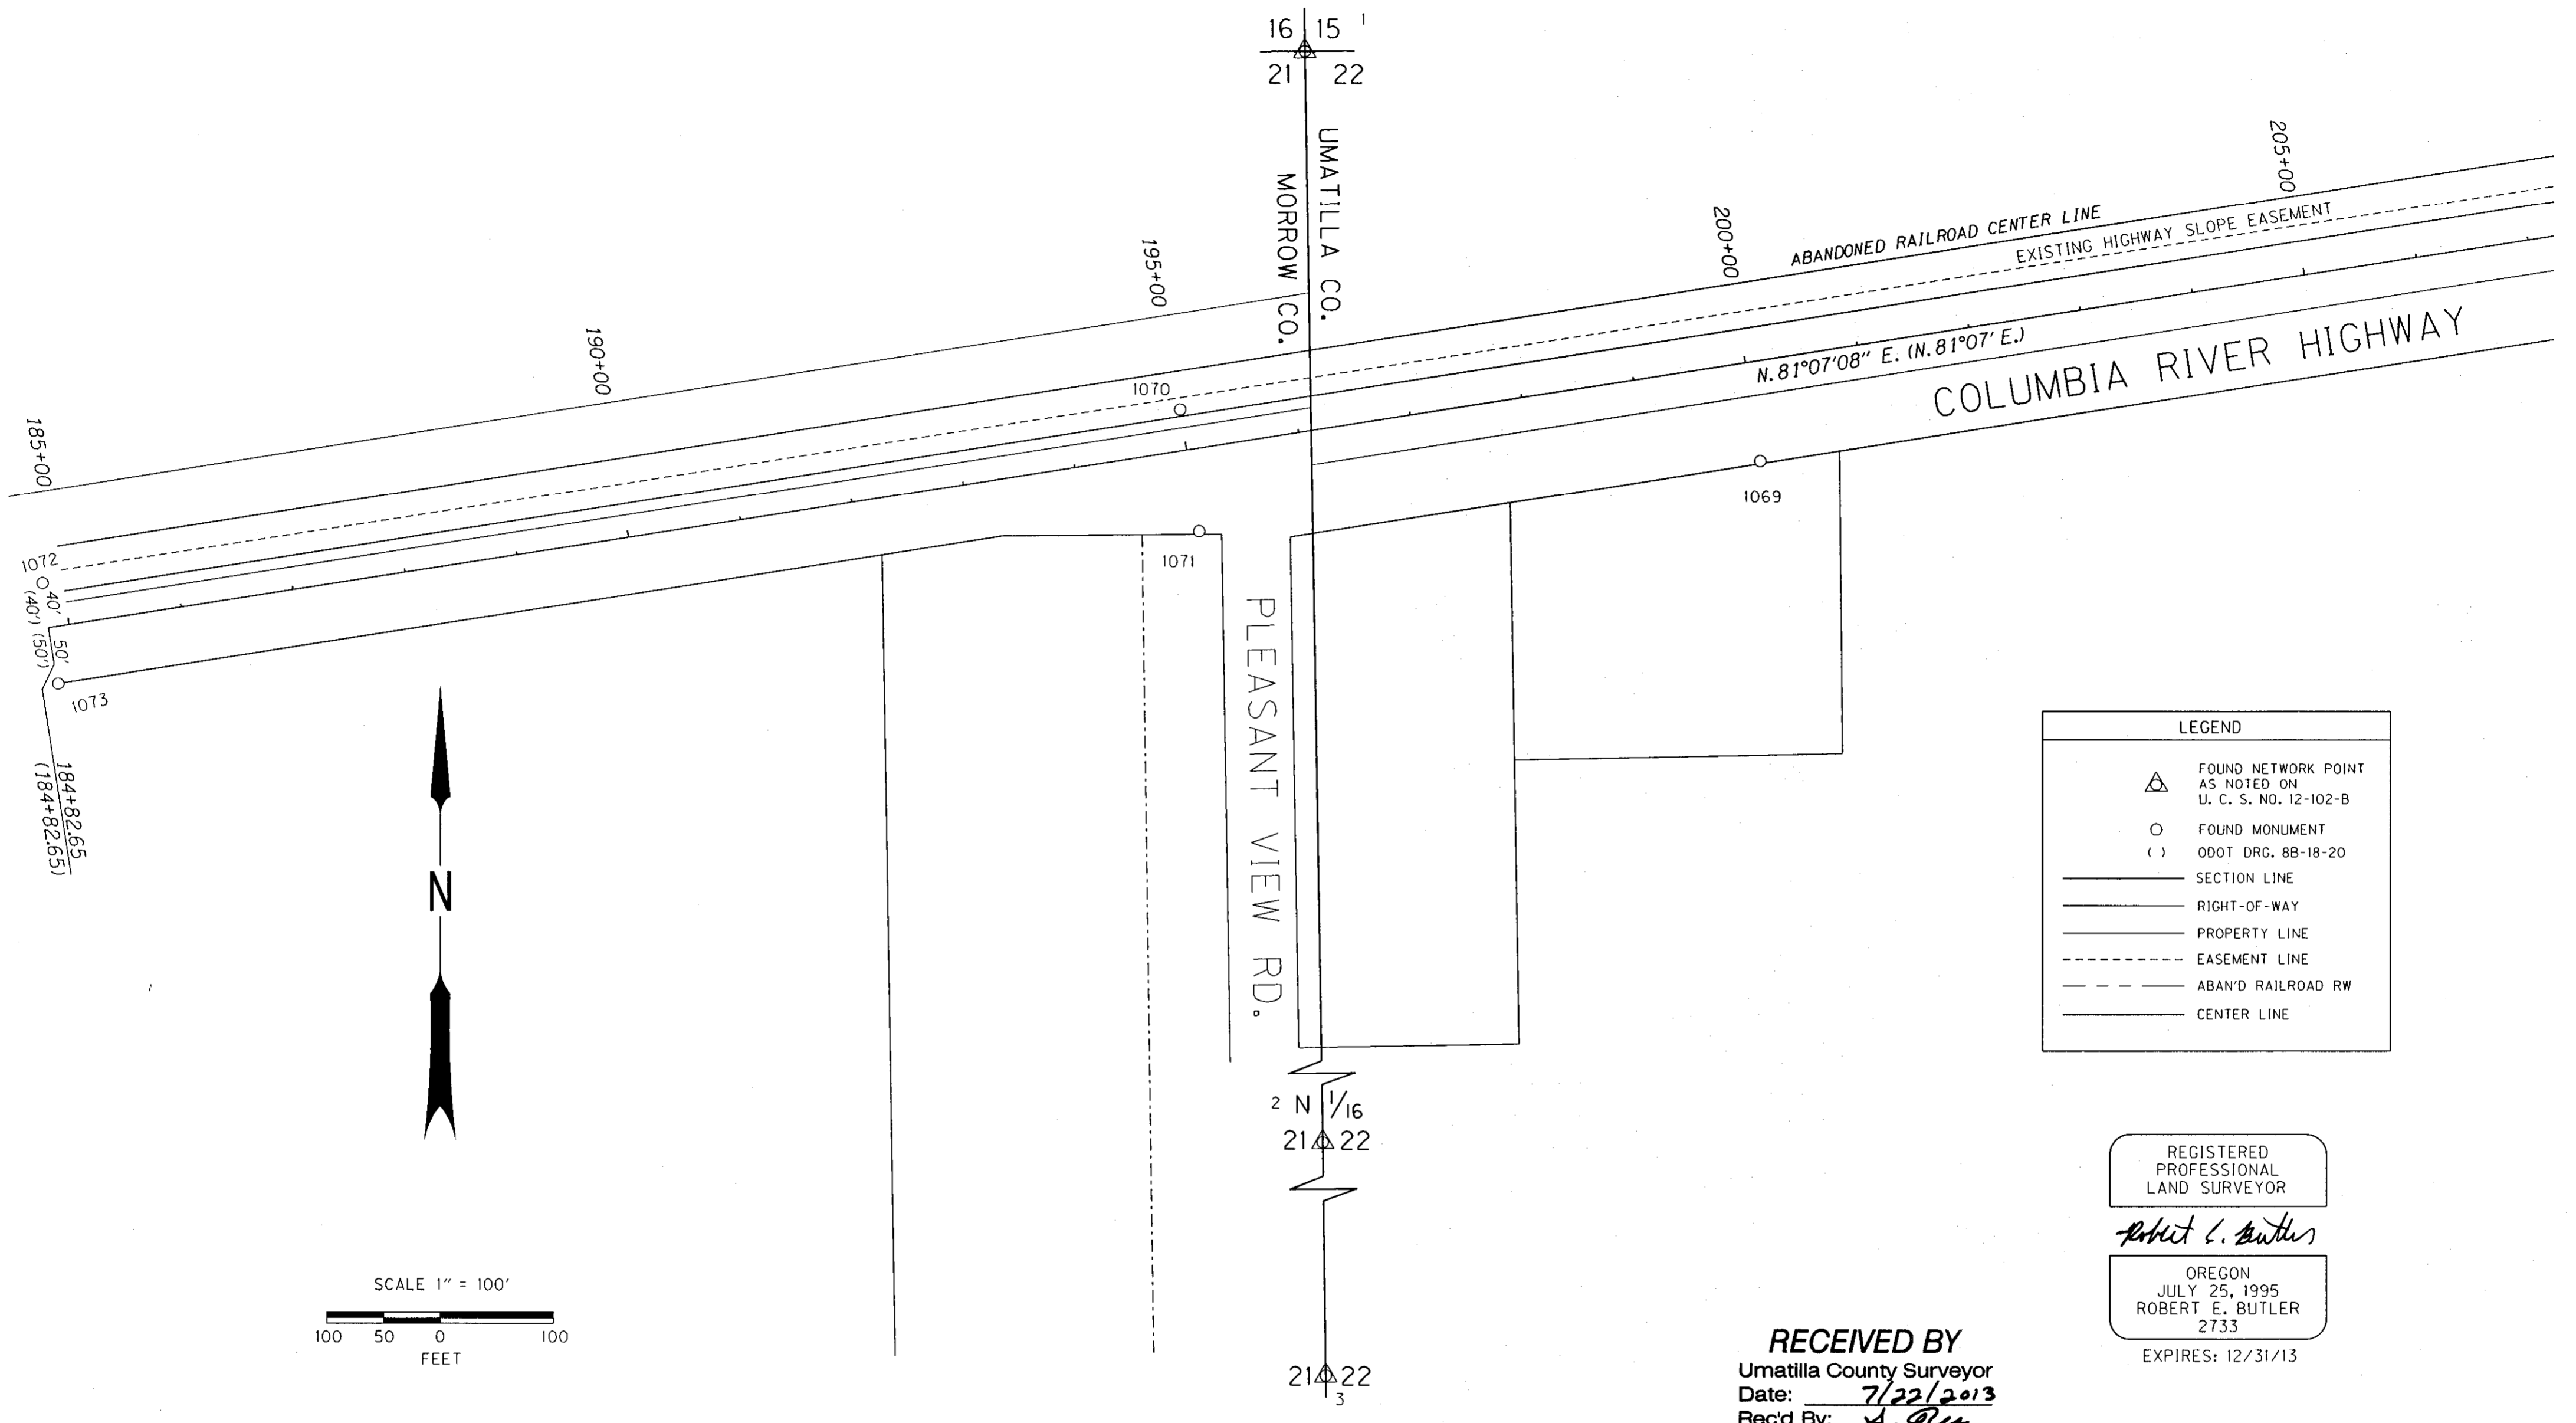 16 15 1
21 22
UMATILLA CO.
MORROW CO.
185+00
190+00
195+00
200+00
205+00
ABANDONED RAILROAD CENTER LINE
EXISTING HIGHWAY SLOPE EASEMENT
N. 81°07'08" E. (N. 81°07' E.)
COLUMBIA RIVER HIGHWAY
1070
1069
1071
1072
40'
(40')
50'
(50')
1073
184+82.65
(184+82.65)
PLEASANT VIEW RD.
N
SCALE 1" = 100'
100 50 0 100
FEET
2 N 1/16
21 22
21 22
3
LEGEND
FOUND NETWORK POINT
AS NOTED ON
U. C. S. NO. 12-102-B
FOUND MONUMENT
( ) ODOT DRG. 8B-18-20
SECTION LINE
RIGHT-OF-WAY
PROPERTY LINE
EASEMENT LINE
ABAN'D RAILROAD RW
CENTER LINE
REGISTERED
PROFESSIONAL
LAND SURVEYOR
Robert E. Butler
OREGON
JULY 25, 1995
ROBERT E. BUTLER
2733
EXPIRES: 12/31/13
RECEIVED BY
Umatilla County Surveyor
Date: 7/22/2013
Rec'd By: